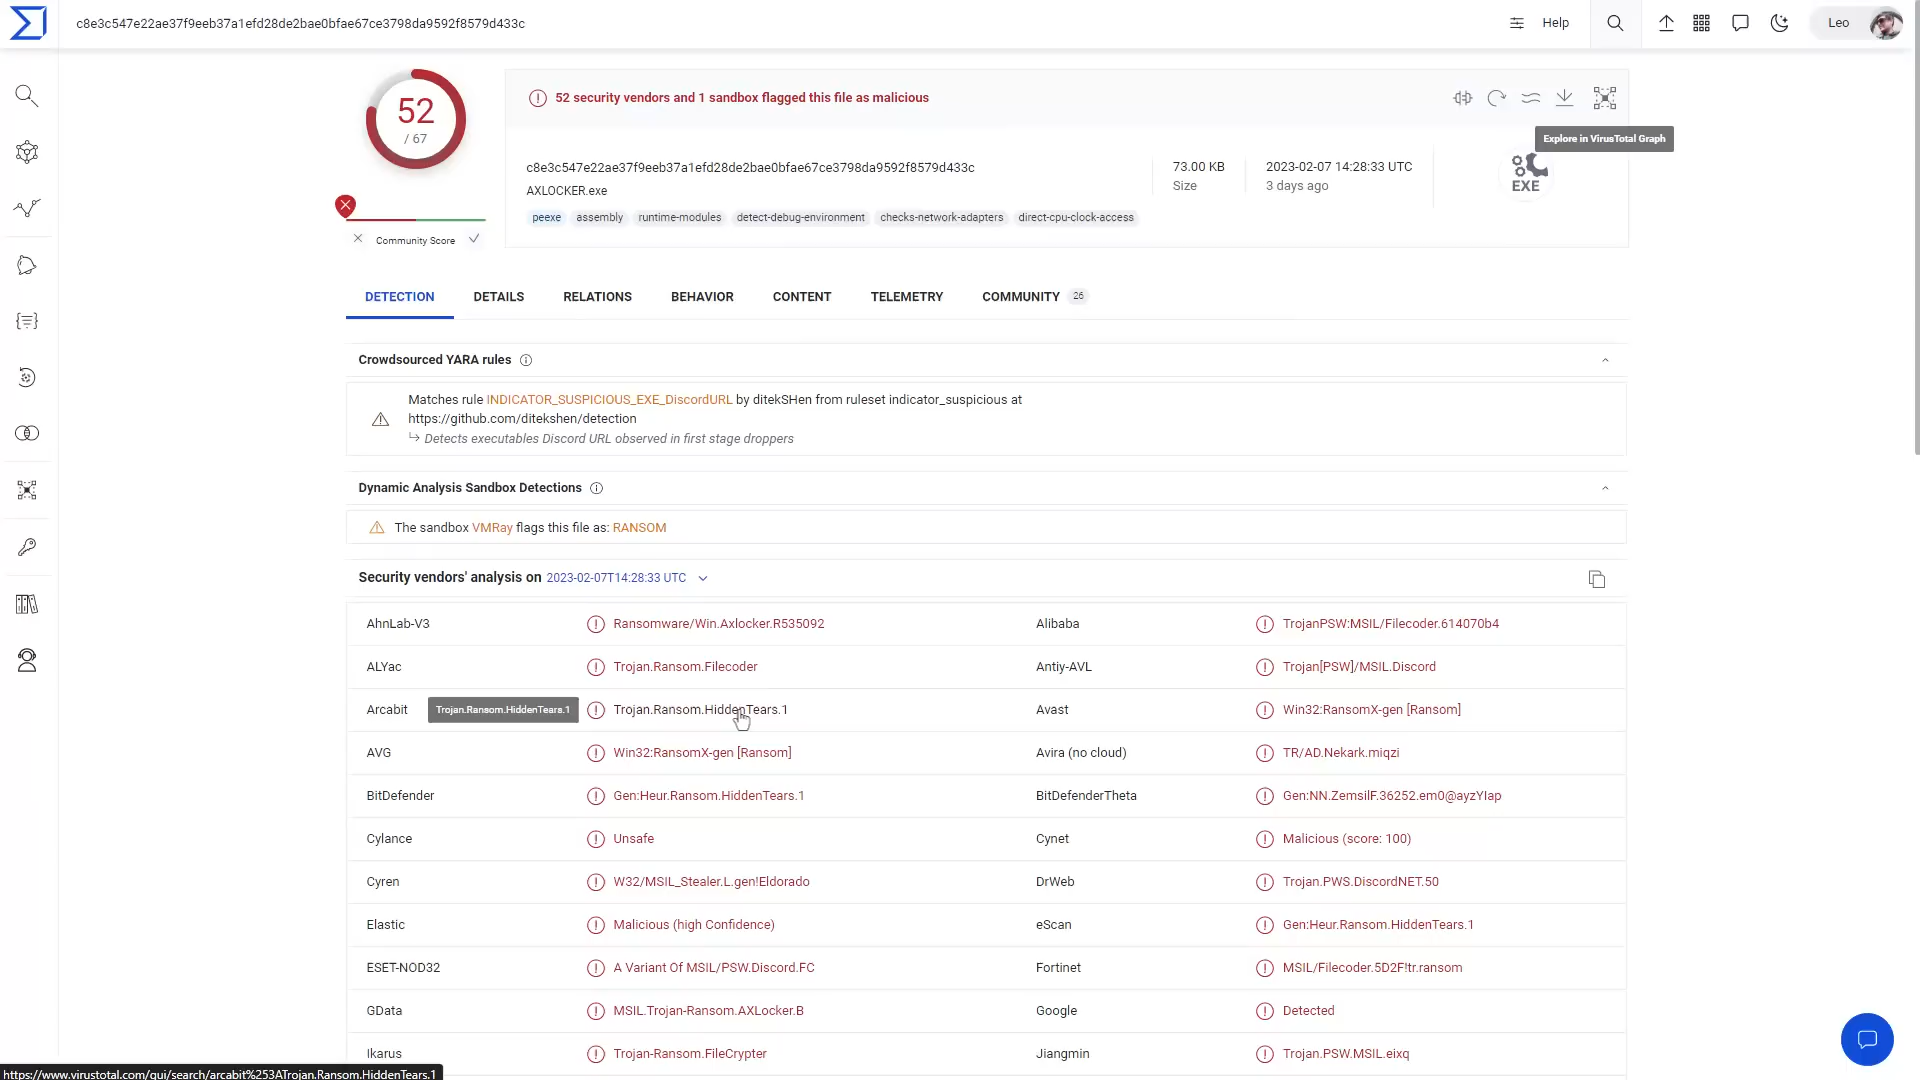 c8e3c547e22ae37f9eeb37a1efd28de2bae0bfae67ce3798da9592f8579d433c
Help
Leo
52
/ 67
52 security vendors and 1 sandbox flagged this file as malicious
Explore in VirusTotal Graph
c8e3c547e22ae37f9eeb37a1efd28de2bae0bfae67ce3798da9592f8579d433c
73.00 KB
2023-02-07 14:28:33 UTC
AXLOCKER.exe
Size
3 days ago
EXE
peexe assembly runtime-modules detect-debug-environment checks-network-adapters direct-cpu-clock-access
Community Score
DETECTION DETAILS RELATIONS BEHAVIOR CONTENT TELEMETRY COMMUNITY 26
Crowdsourced YARA rules
Matches rule INDICATOR_SUSPICIOUS_EXE_DiscordURL by ditekSHen from ruleset indicator_suspicious at
https://github.com/ditekshen/detection
Detects executables Discord URL observed in first stage droppers
Dynamic Analysis Sandbox Detections
The sandbox VMRay flags this file as: RANSOM
Security vendors' analysis on 2023-02-07T14:28:33 UTC
AhnLab-V3 Ransomware/Win.Axlocker.R535092 Alibaba TrojanPSW:MSIL/Filecoder.614070b4
ALYac Trojan.Ransom.Filecoder Antiy-AVL Trojan[PSW]/MSIL.Discord
Arcabit Trojan.Ransom.HiddenTears.1 Trojan.Ransom.HiddenTears.1 Avast Win32:RansomX-gen [Ransom]
AVG Win32:RansomX-gen [Ransom] Avira (no cloud) TR/AD.Nekark.miqzi
BitDefender Gen:Heur.Ransom.HiddenTears.1 BitDefenderTheta Gen:NN.ZemsilF.36252.em0@ayzYIap
Cylance Unsafe Cynet Malicious (score: 100)
Cyren W32/MSIL_Stealer.L.gen!Eldorado DrWeb Trojan.PWS.DiscordNET.50
Elastic Malicious (high Confidence) eScan Gen:Heur.Ransom.HiddenTears.1
ESET-NOD32 A Variant Of MSIL/PSW.Discord.FC Fortinet MSIL/Filecoder.5D2F!tr.ransom
GData MSIL.Trojan-Ransom.AXLocker.B Google Detected
Ikarus Trojan-Ransom.FileCrypter Jiangmin Trojan.PSW.MSIL.eixq
https://www.virustotal.com/gui/search/arcabit%253ATrojan.Ransom.HiddenTears.1